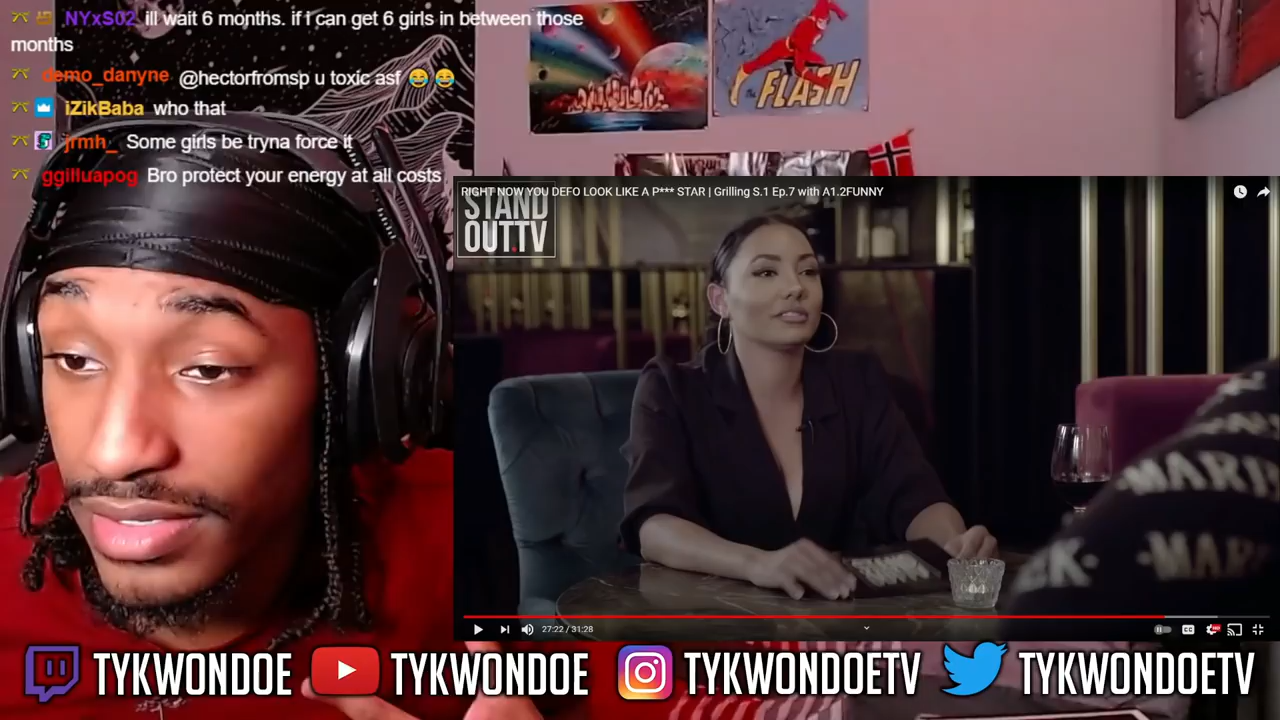 NYxS02 ill wait 6 months. if i can get 6 girls in between those
months
demo_danyne @hectorfromsp u toxic asf 😂 😂
iZikBaba who that
jrmh_ Some girls be tryna force it
ggilluapog Bro protect your energy at all costs
the FLASH
RIGHT NOW YOU DEFO LOOK LIKE A P*** STAR | Grilling S.1 Ep.7 with A1.2FUNNY
STAND
OUT.TV
27:22 / 31:28
TYKWONDOE TYKWONDOE TYKWONDOETV TYKWONDOETV